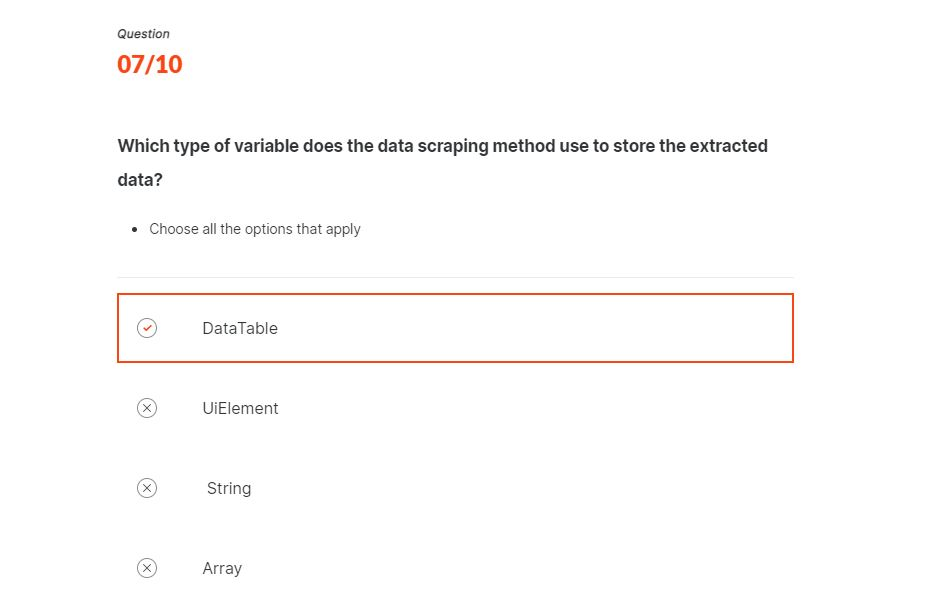 Question
07/10
Which type of variable does the data scraping method use to store the extracted
data?
Choose all the options that apply
DataTable
UiElement
String
Array